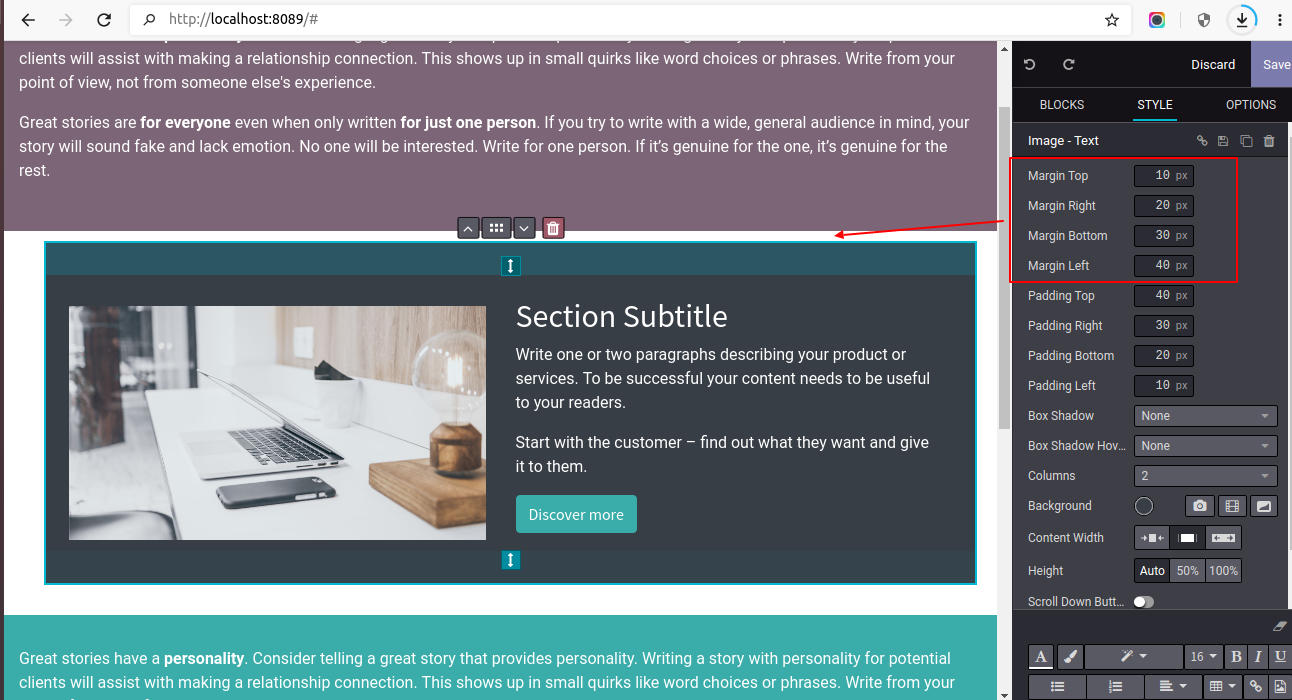 http://localhost:8089/#
clients will assist with making a relationship connection. This shows up in small quirks like word choices or phrases. Write from your
point of view, not from someone else's experience.
Great stories are for everyone even when only written for just one person. If you try to write with a wide, general audience in mind, your
story will sound fake and lack emotion. No one will be interested. Write for one person. If it’s genuine for the one, it’s genuine for the
rest.
Section Subtitle
Write one or two paragraphs describing your product or
services. To be successful your content needs to be useful
to your readers.
Start with the customer – find out what they want and give
it to them.
Discover more
Great stories have a personality. Consider telling a great story that provides personality. Writing a story with personality for potential
clients will assist with making a relationship connection. This shows up in small quirks like word choices or phrases. Write from your
Discard Save
BLOCKS STYLE OPTIONS
Image - Text
Margin Top 10 px
Margin Right 20 px
Margin Bottom 30 px
Margin Left 40 px
Padding Top 40 px
Padding Right 30 px
Padding Bottom 20 px
Padding Left 10 px
Box Shadow None
Box Shadow Hov... None
Columns 2
Background
Content Width
Height Auto 50% 100%
Scroll Down Butt...
A 16 B I U